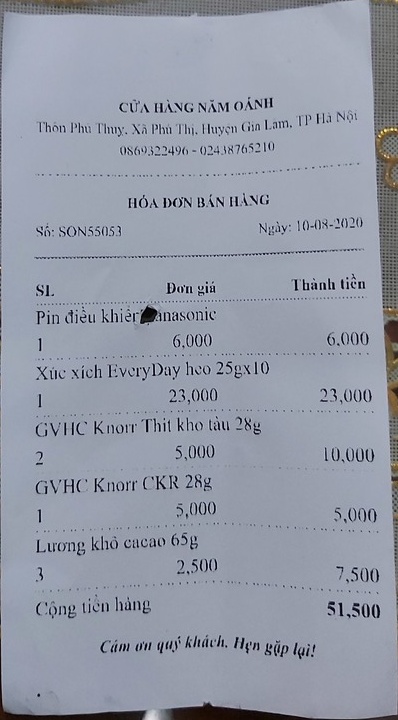 CỬA HÀNG NĂM OÁNH
Thôn Phú Thuỵ, Xã Phú Thị, Huyện Gia Lâm, TP Hà Nội
0869322496 - 02438765210
HÓA ĐƠN BÁN HÀNG
Số: SON55053 Ngày: 10-08-2020
SL Đơn giá Thành tiền
Pin điều khiển
1 6,000 6,000
Xúc xích EveryDay heo 25gx10
1 23,000 23,000
GVHC Knorr Thịt kho tàu 28g
2 5,000 10,000
GVHC Knorr CKR 28g
1 5,000 5,000
Lương khô cacao 65g
3 2,500 7,500
Cộng tiền hàng 51,500
Cám ơn quý khách. Hẹn gặp lại!